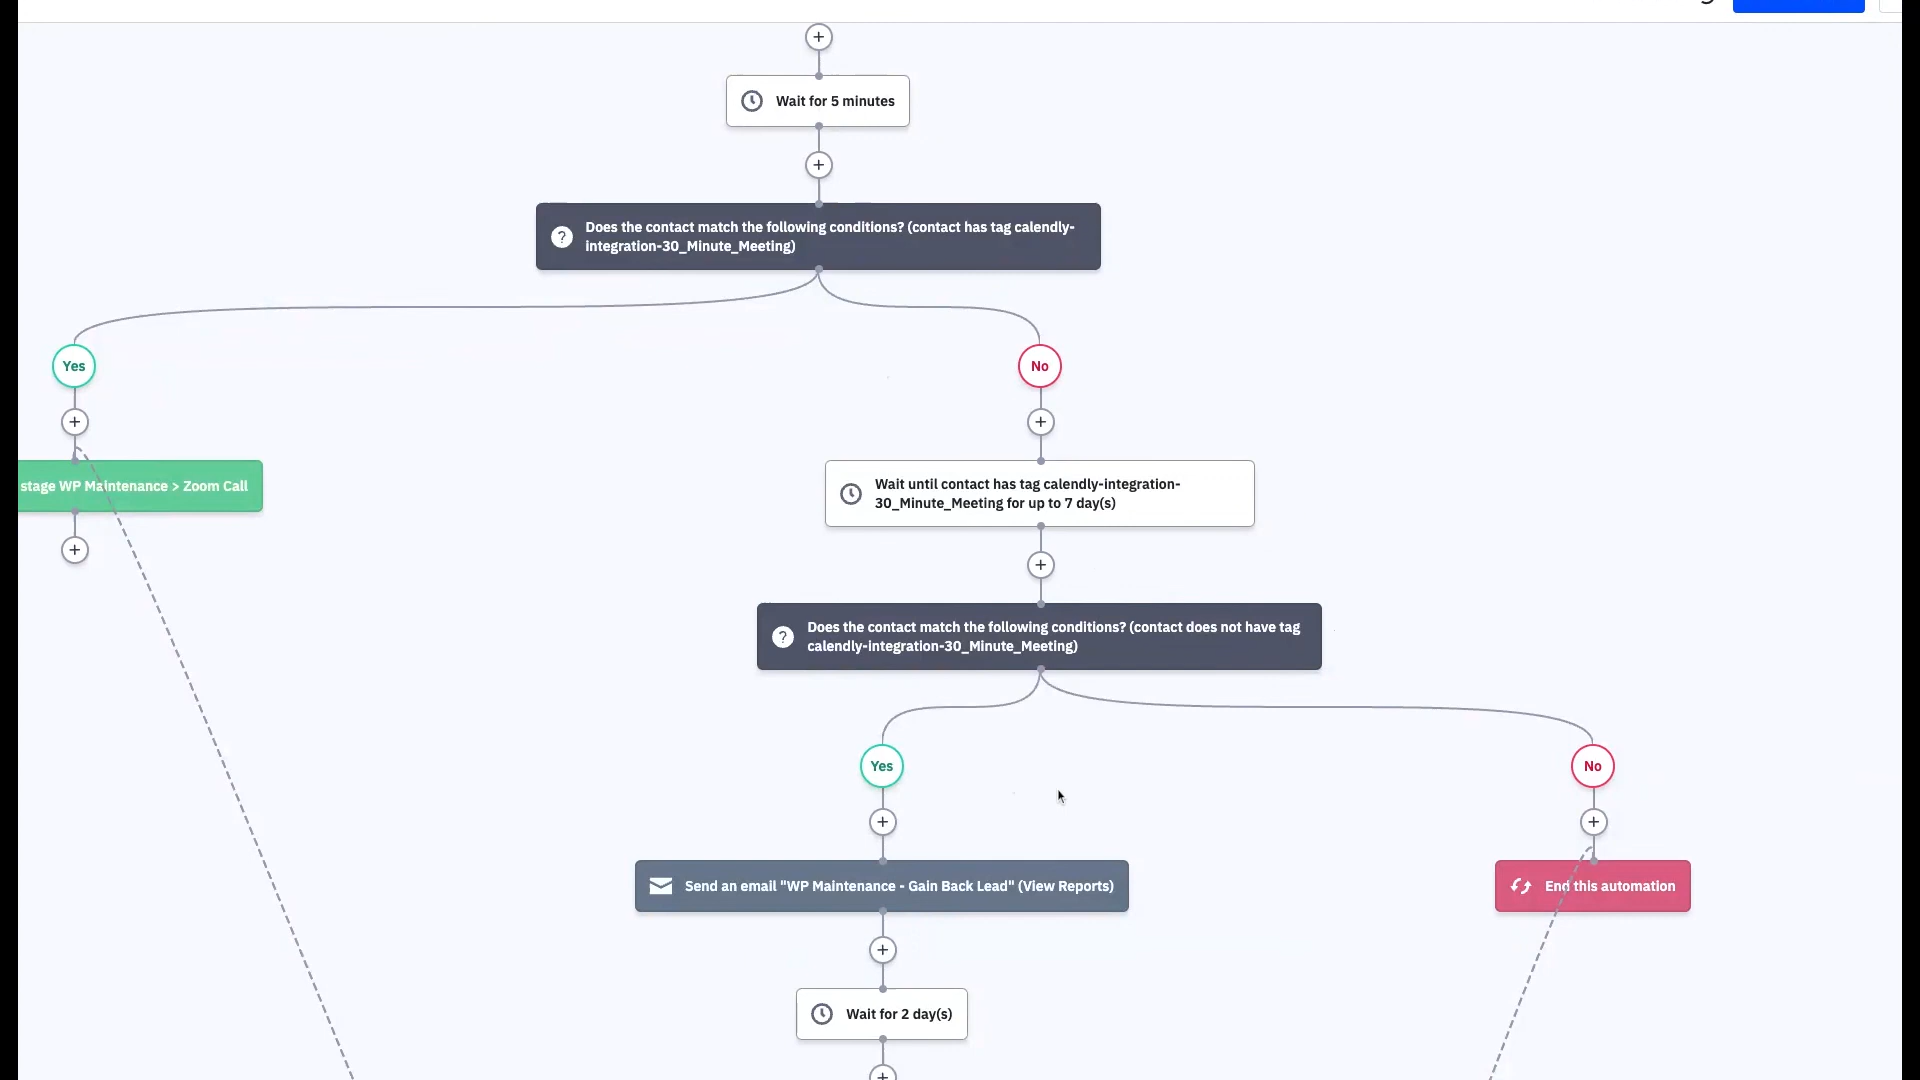 Wait for 5 minutes
Does the contact match the following conditions? (contact has tag calendly-
integration-30_Minute_Meeting)
Yes
No
stage WP Maintenance > Zoom Call
Wait until contact has tag calendly-integration-
30_Minute_Meeting for up to 7 day(s)
Does the contact match the following conditions? (contact does not have tag
calendly-integration-30_Minute_Meeting)
Yes
No
Send an email "WP Maintenance - Gain Back Lead" (View Reports)
End this automation
Wait for 2 day(s)